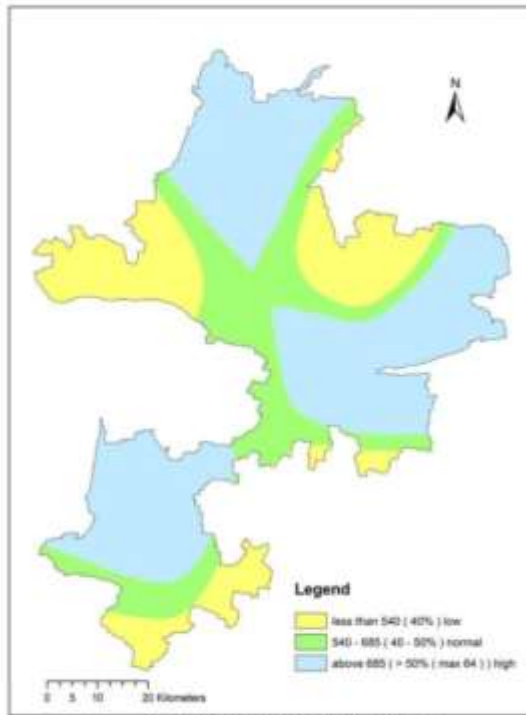 N
Legend
less than 540 ( 40% ) low
540 - 685 ( 40 - 50% ) normal
above 685 ( > 50% ( max 64 ) ) high
0 5 10 20 Kilometers